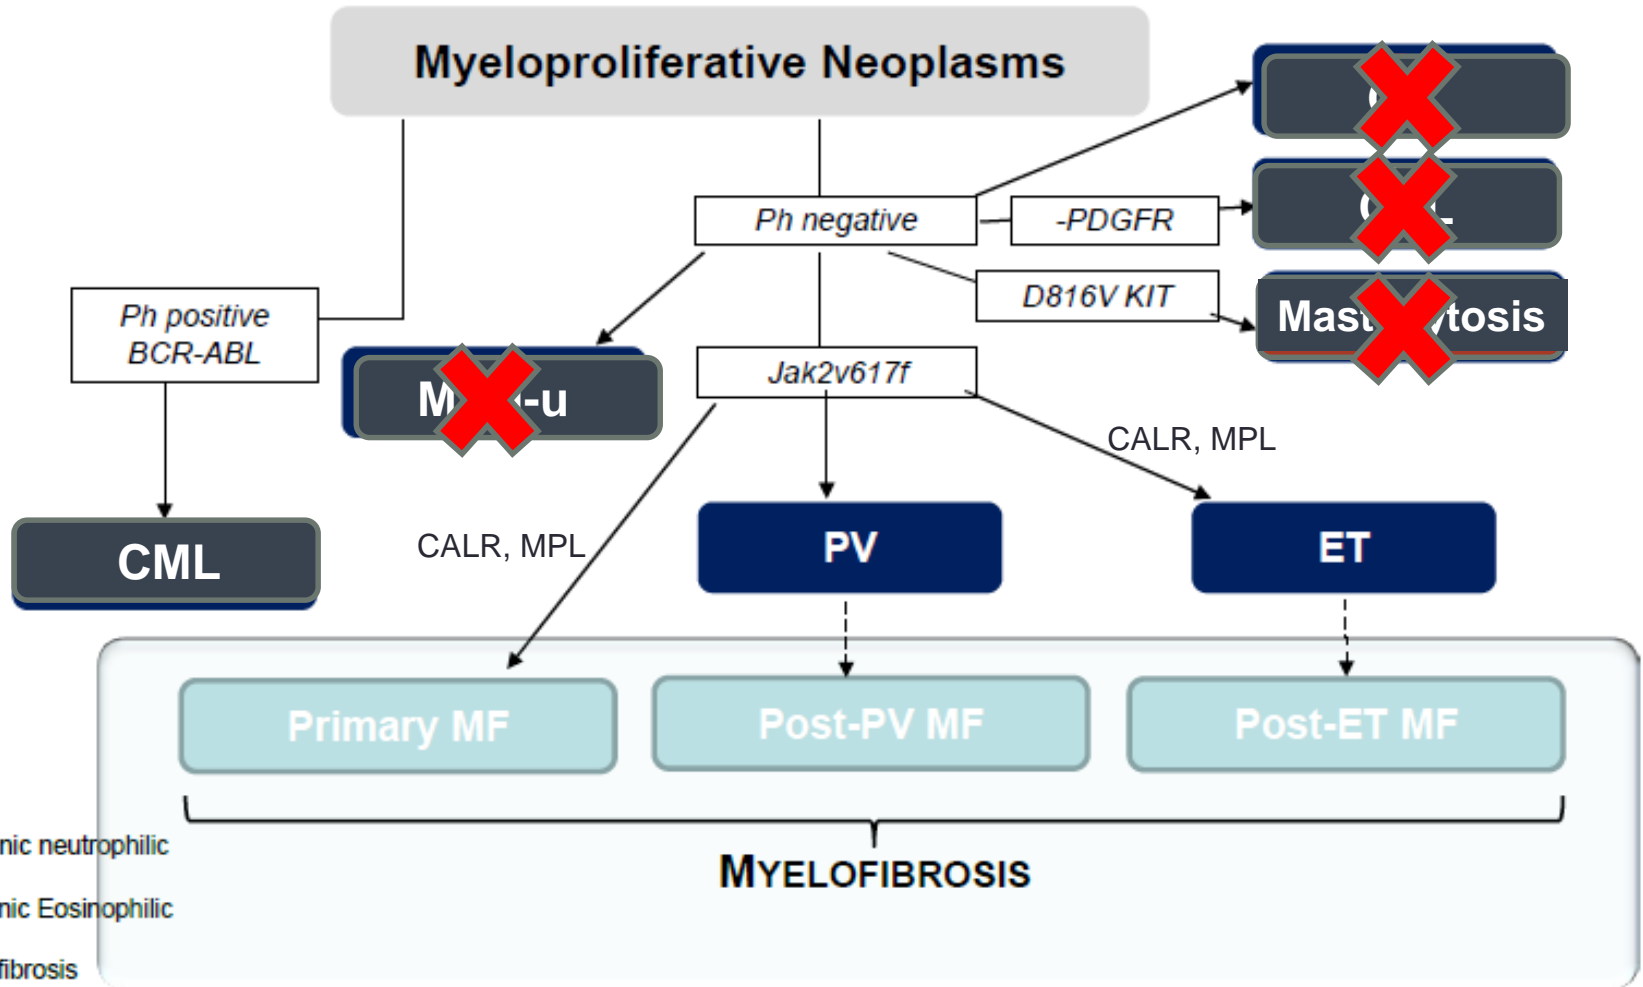 Myeloproliferative Neoplasms
Ph negative
-PDGFR
D816V KIT
Ph positive
BCR-ABL
Jak2v617f
CALR, MPL
CALR, MPL
CML
PV
ET
Primary MF
Post-PV MF
Post-ET MF
MYELOFIBROSIS
nic neutrophilic
nic Eosinophilic
fibrosis